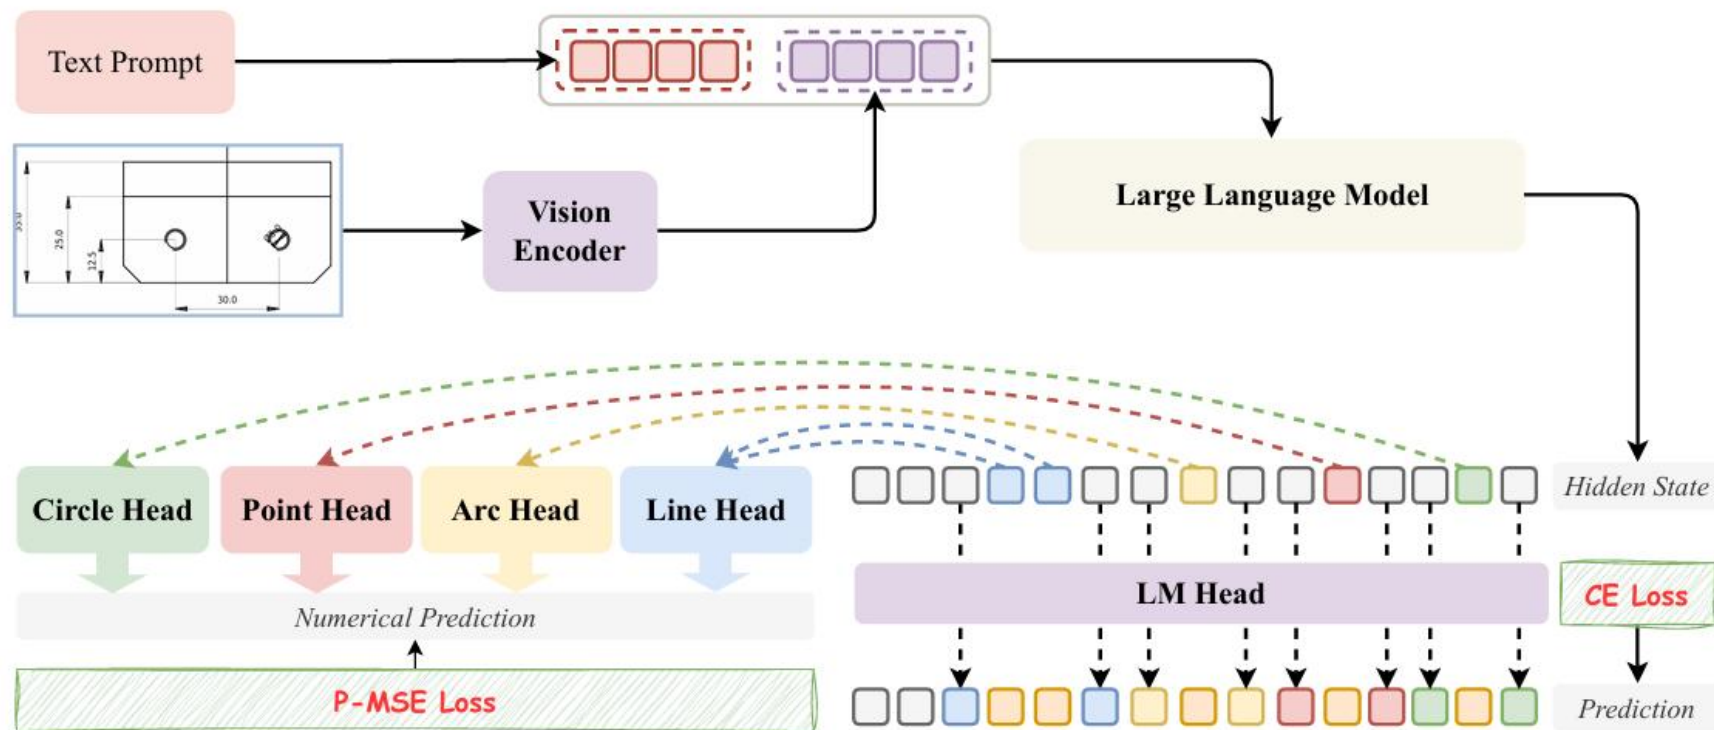 Text Prompt
Vision
Encoder
Large Language Model
25.0
12.5
30.0
Circle Head
Point Head
Arc Head
Line Head
Hidden State
LM Head
CE Loss
Numerical Prediction
P-MSE Loss
Prediction